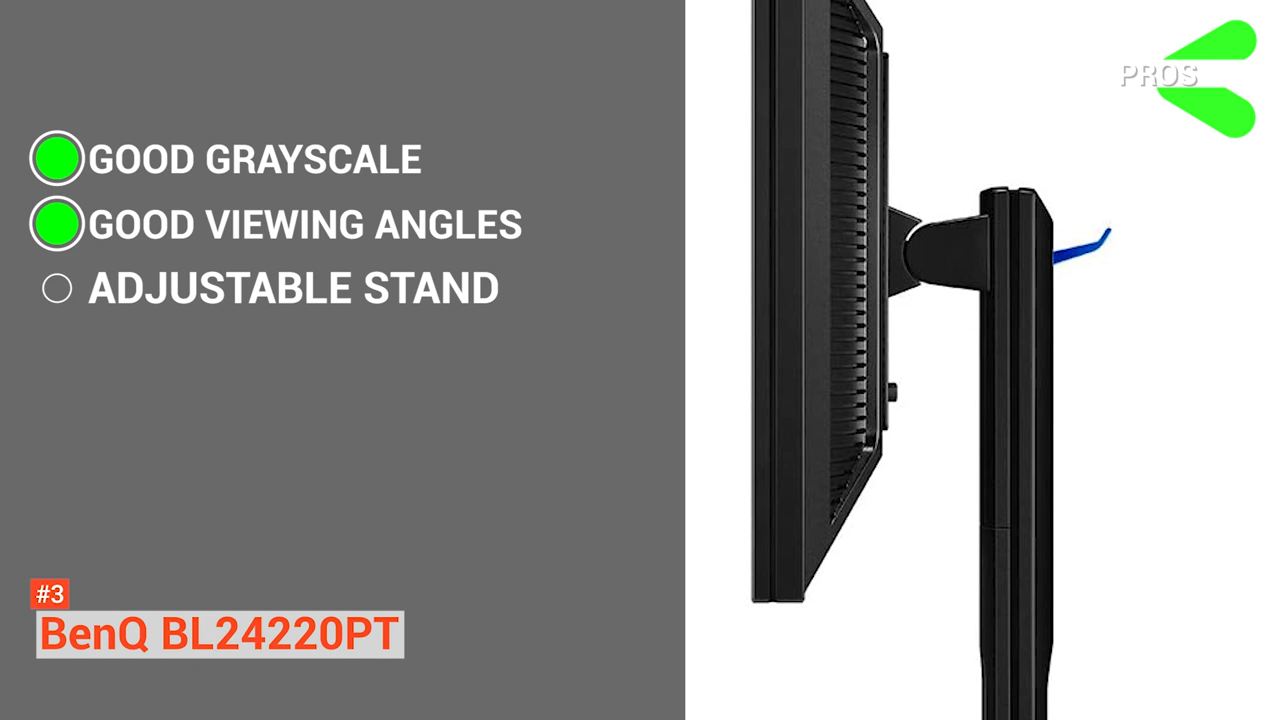 PROS
GOOD GRAYSCALE
GOOD VIEWING ANGLES
ADJUSTABLE STAND
#3
BenQ BL24220PT